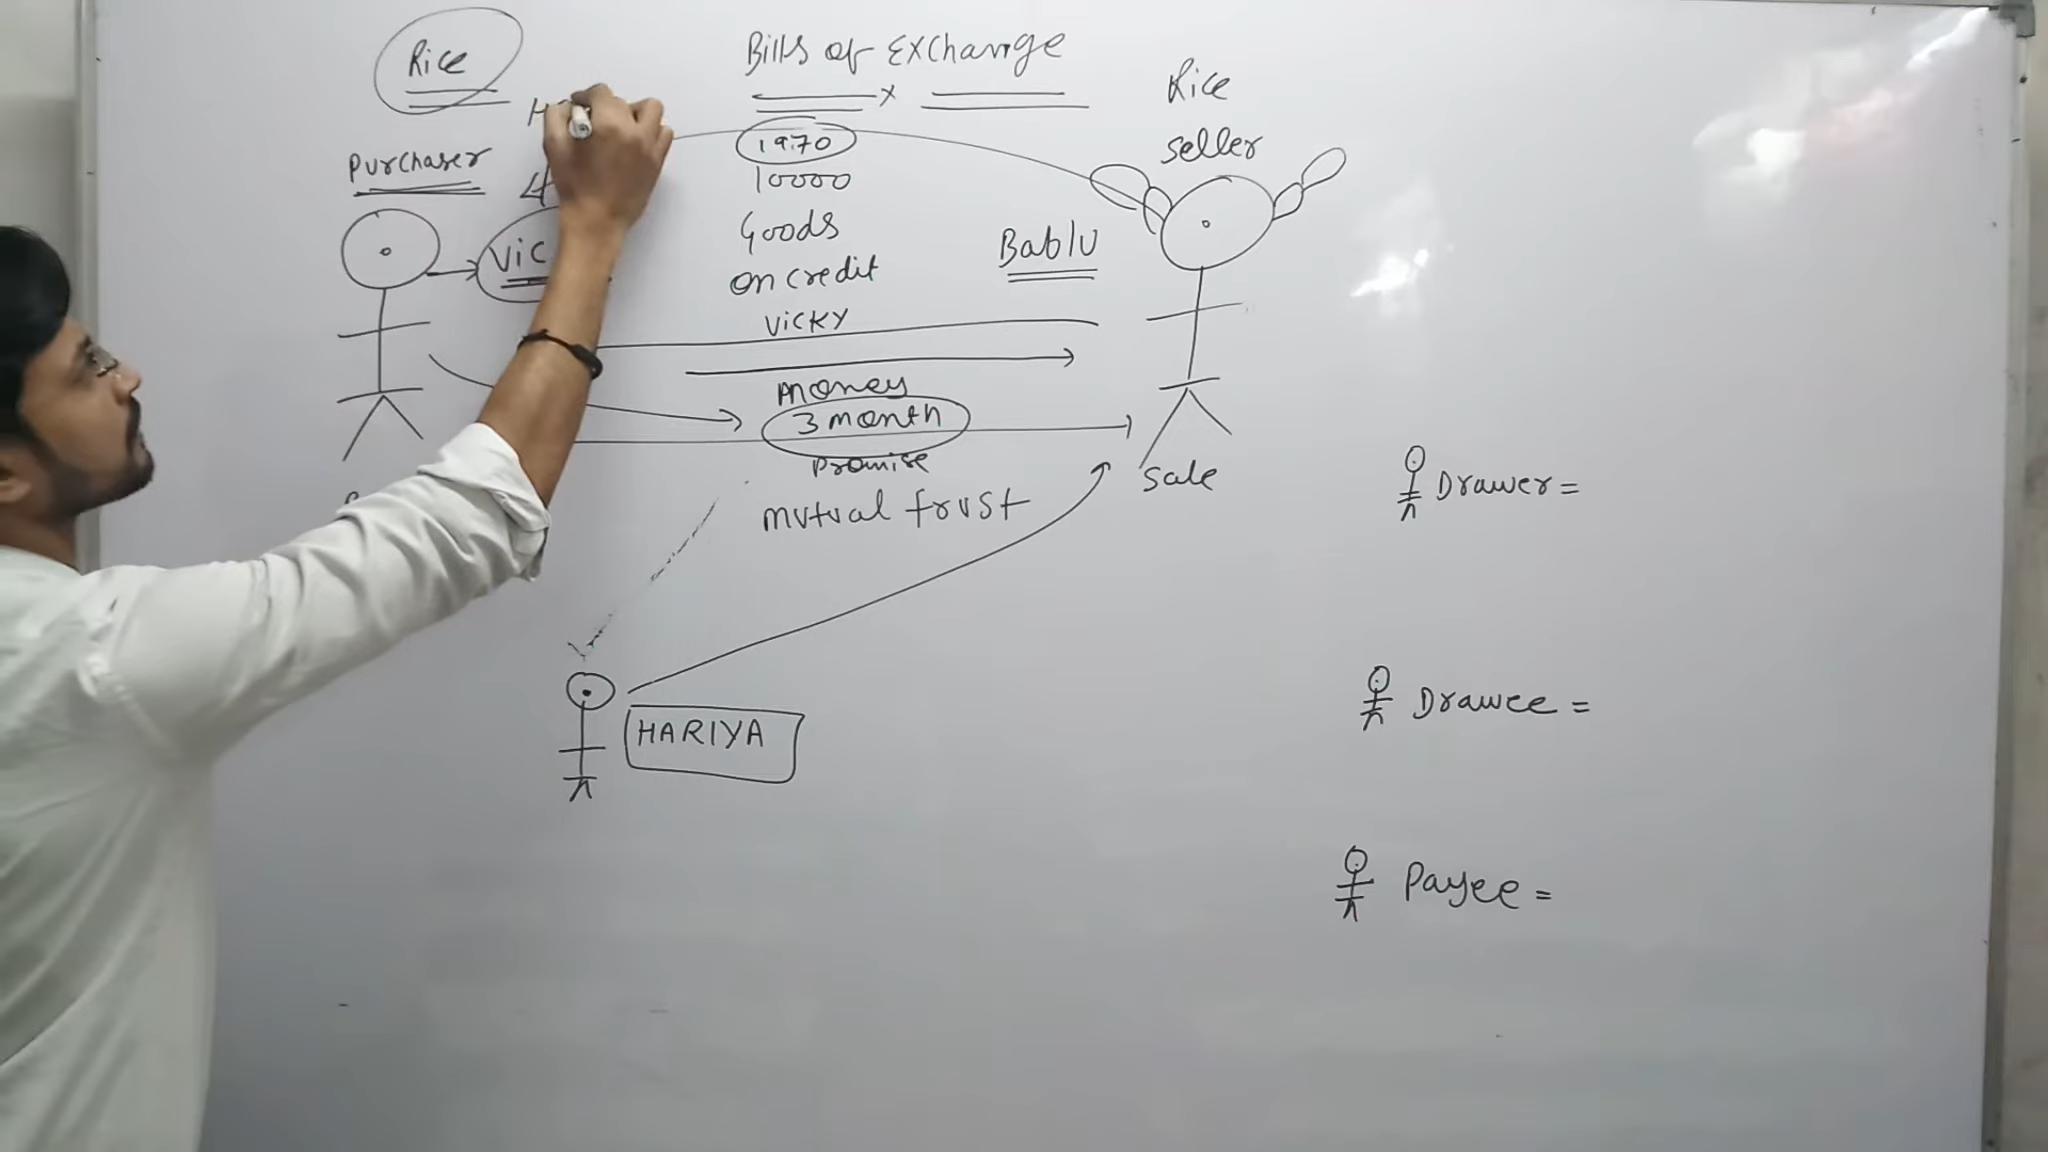 Rice
Bills of Exchange
x
Rice
seller
Purchaser
1970
10000
Goods
on credit
Vicky
Bablu
money
3 month
Promise
mutual trust
sale
Drawer =
Drawee =
HARIYA
Payee =